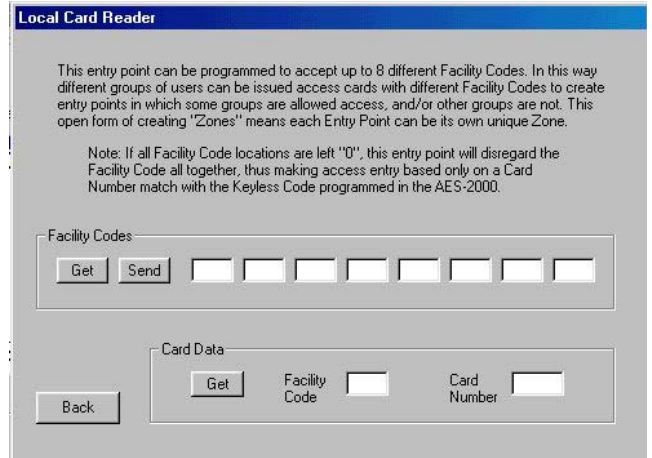 Local Card Reader
This entry point can be programmed to accept up to 8 different Facility Codes. In this way
different groups of users can be issued access cards with different Facility Codes to create
entry points in which some groups are allowed access, and/or other groups are not. This
open form of creating "Zones" means each Entry Point can be its own unique Zone.
Note: If all Facility Code locations are left "0", this entry point will disregard the
Facility Code all together, thus making access entry based only on a Card
Number match with the Keyless Code programmed in the AES-2000.
Facility Codes
Get Send
Card Data
Get Facility Code Card Number
Back